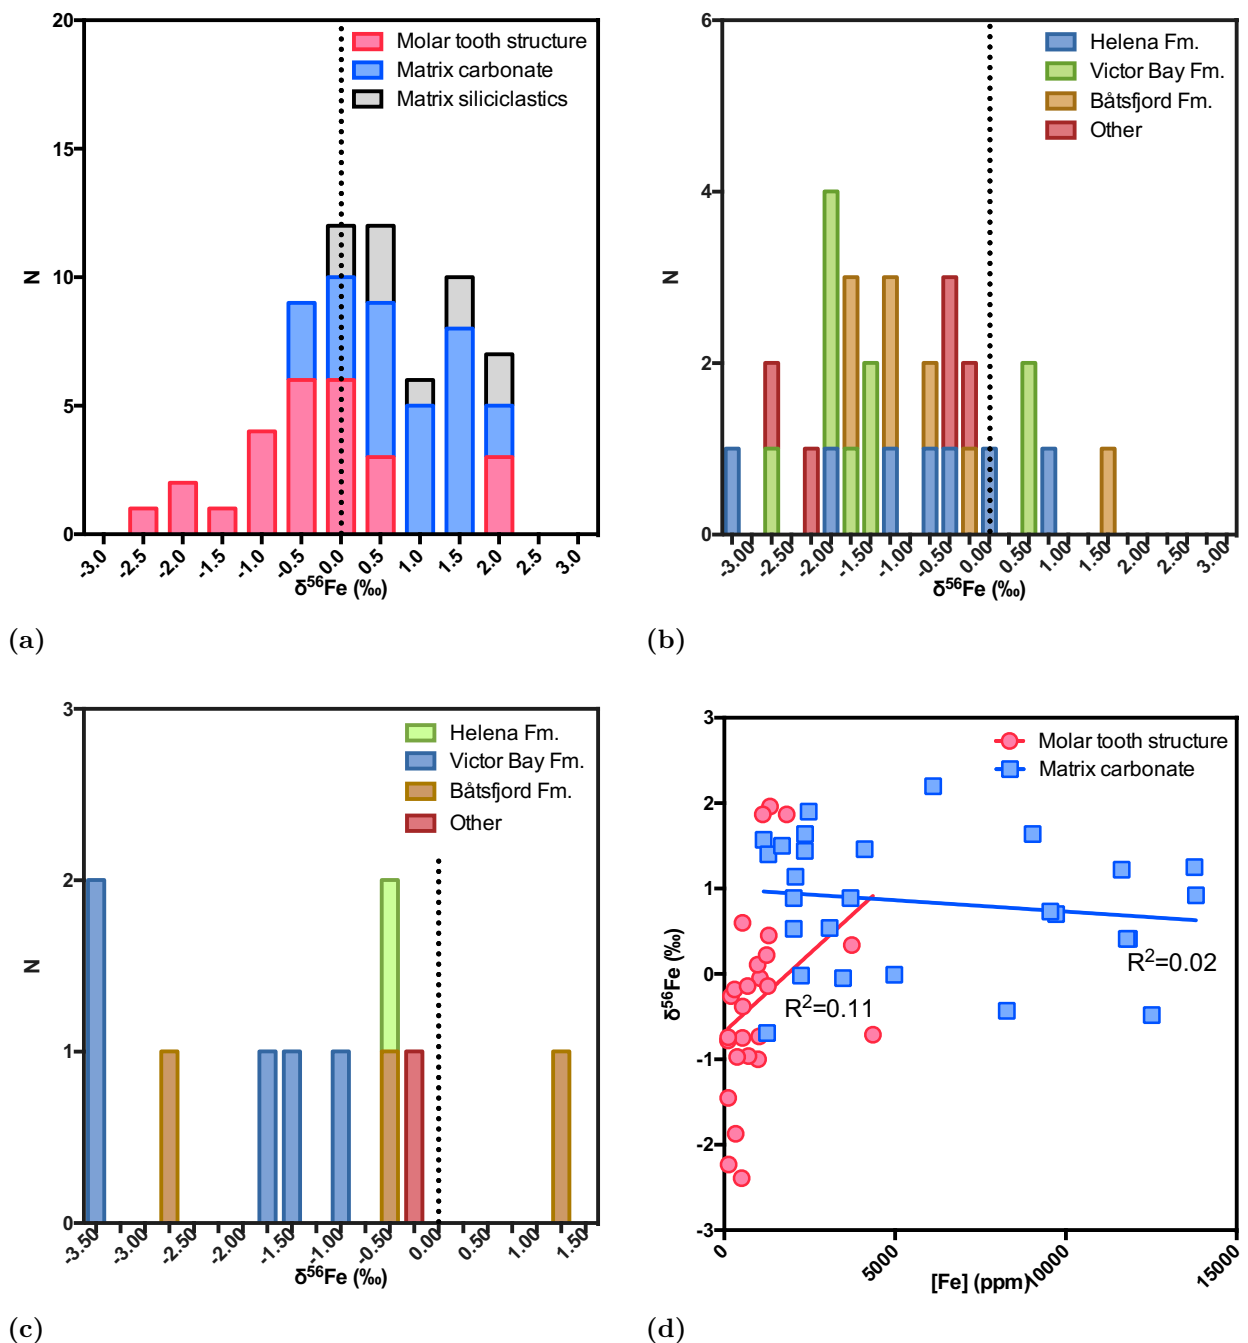 20
15
10
5
0
N
Molar tooth structure
Matrix carbonate
Matrix siliciclastics
-3.0 -2.5 -2.0 -1.5 -1.0 -0.5 0.0 0.5 1.0 1.5 2.0 2.5 3.0
δ⁵⁶Fe (‰)
(a)
6
4
2
0
N
Helena Fm.
Victor Bay Fm.
Båtsfjord Fm.
Other
-3.00 -2.50 -2.00 -1.50 -1.00 -0.50 0.00 0.50 1.00 1.50 2.00 2.50 3.00
δ⁵⁶Fe (‰)
(b)
3
2
1
0
N
Helena Fm.
Victor Bay Fm.
Båtsfjord Fm.
Other
-3.50 -3.00 -2.50 -2.00 -1.50 -1.00 -0.50 0.00 0.50 1.00 1.50
δ⁵⁶Fe (‰)
(c)
3
2
1
0
-1
-2
-3
δ⁵⁶Fe (‰)
Molar tooth structure
Matrix carbonate
R²=0.02
R²=0.11
0 5000 10000 15000
[Fe] (ppm)
(d)